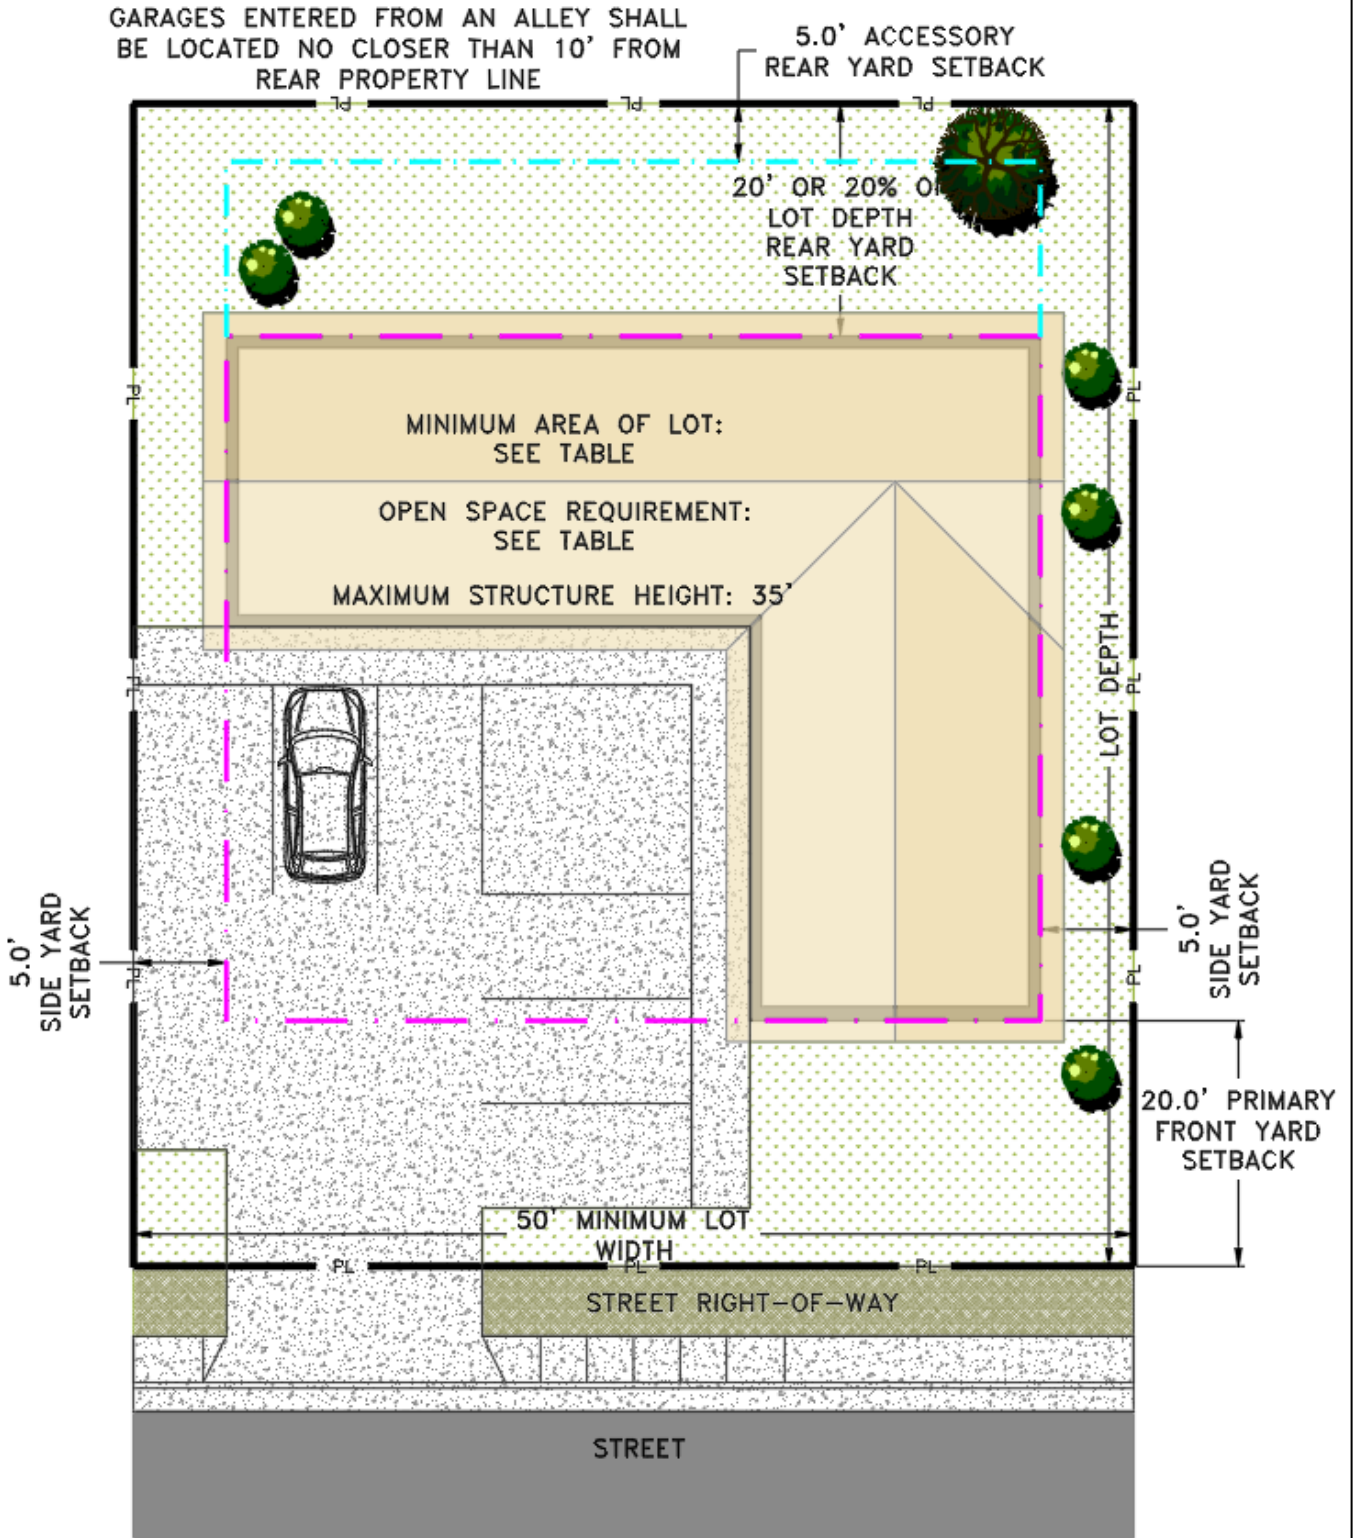 GARAGES ENTERED FROM AN ALLEY SHALL
BE LOCATED NO CLOSER THAN 10' FROM
REAR PROPERTY LINE
5.0' ACCESSORY
REAR YARD SETBACK
PL
PL
PL
20' OR 20% O
LOT DEPTH
REAR YARD
SETBACK
PL
PL
MINIMUM AREA OF LOT:
SEE TABLE
OPEN SPACE REQUIREMENT:
SEE TABLE
MAXIMUM STRUCTURE HEIGHT: 35'
LOT DEPTH
PL
PL
5.0'
SIDE YARD
SETBACK
5.0'
SIDE YARD
SETBACK
PL
PL
20.0' PRIMARY
FRONT YARD
SETBACK
50' MINIMUM LOT
WIDTH
PL
PL
PL
STREET RIGHT-OF-WAY
STREET